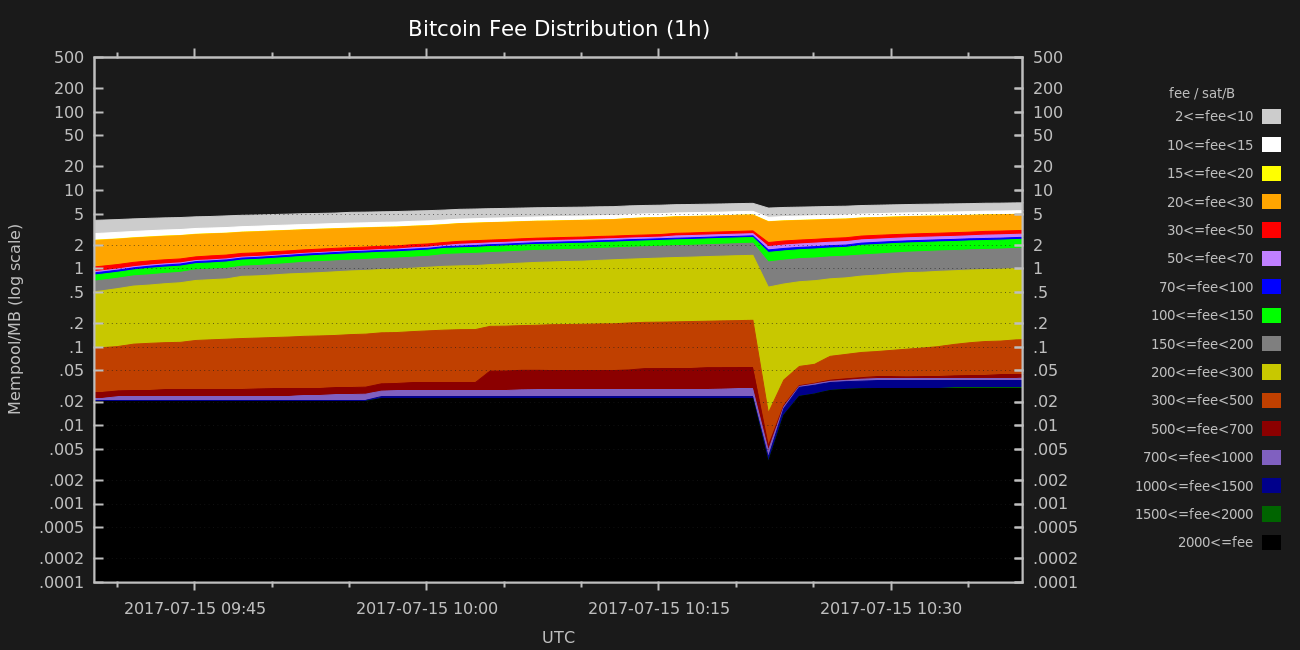 Bitcoin Fee Distribution (1h)
Mempool/MB (log scale)
500
200
100
50
20
10
5
2
1
.5
.2
.1
.05
.02
.01
.005
.002
.001
.0005
.0002
.0001
500
200
100
50
20
10
5
2
1
.5
.2
.1
.05
.02
.01
.005
.002
.001
.0005
.0002
.0001
2017-07-15 09:45
2017-07-15 10:00
2017-07-15 10:15
2017-07-15 10:30
UTC
fee / sat/B
2<=fee<10
10<=fee<15
15<=fee<20
20<=fee<30
30<=fee<50
50<=fee<70
70<=fee<100
100<=fee<150
150<=fee<200
200<=fee<300
300<=fee<500
500<=fee<700
700<=fee<1000
1000<=fee<1500
1500<=fee<2000
2000<=fee